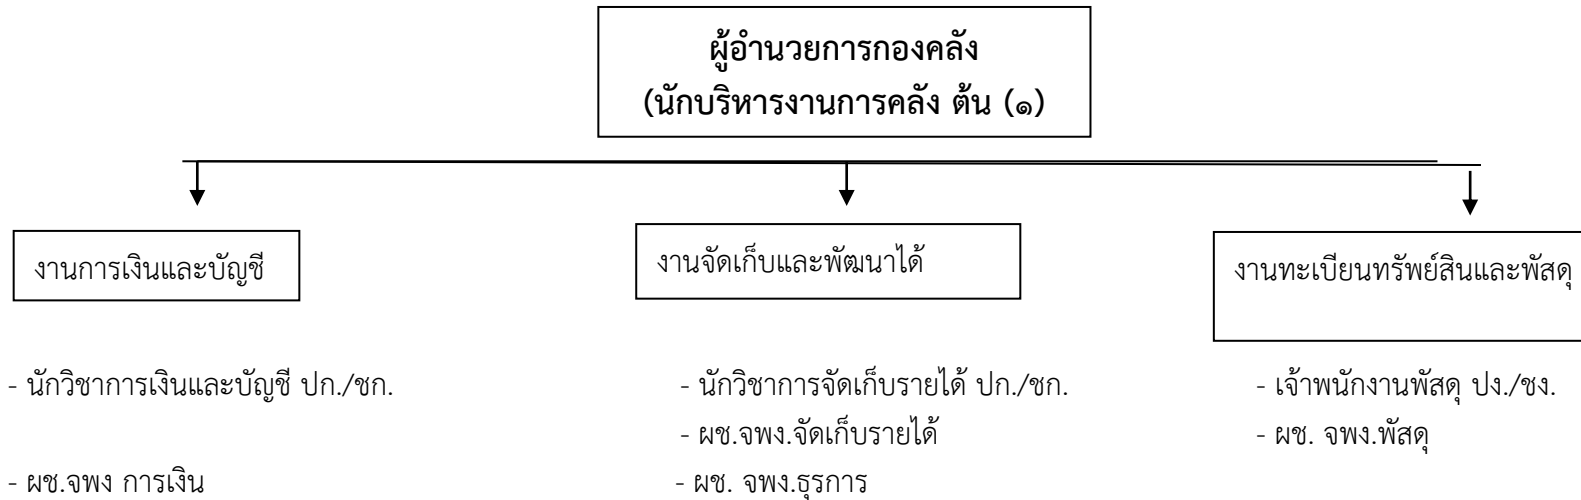 ผู้อำนวยการกองคลัง
(นักบริหารงานการคลัง ต้น (๑)
งานการเงินและบัญชี
งานจัดเก็บและพัฒนาได้
งานทะเบียนทรัพย์สินและพัสดุ
- นักวิชาการเงินและบัญชี ปก./ชก.
- นักวิชาการจัดเก็บรายได้ ปก./ชก.
- เจ้าพนักงานพัสดุ ปง./ชง.
- ผช.จพง.จัดเก็บรายได้
- ผช. จพง.พัสดุ
- ผช.จพง การเงิน
- ผช. จพง.ธุรการ